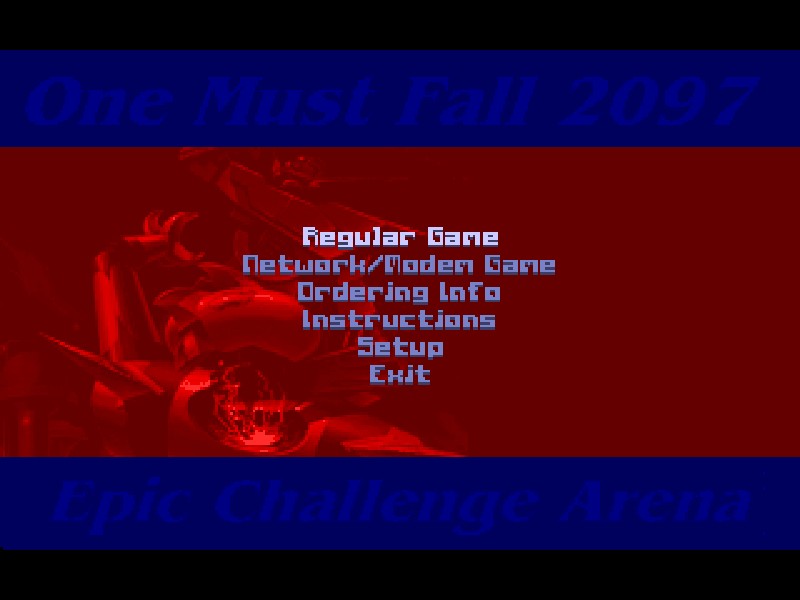 One Must Fall 2097
Regular Game
Network/Modem Game
Ordering Info
Instructions
Setup
Exit
Epic Challenge Arena